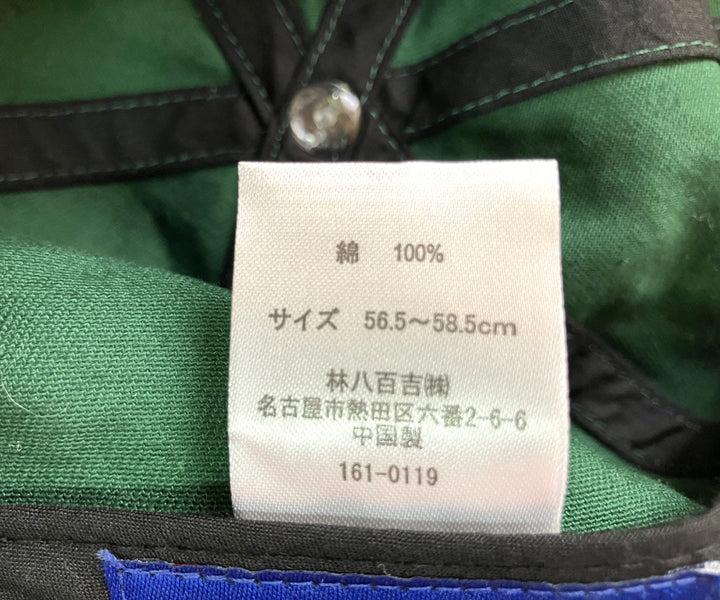 綿 100%
サイズ 56.5～58.5cm
林八百吉㈱
名古屋市熱田区六番2-6-6
中国製
161-0119